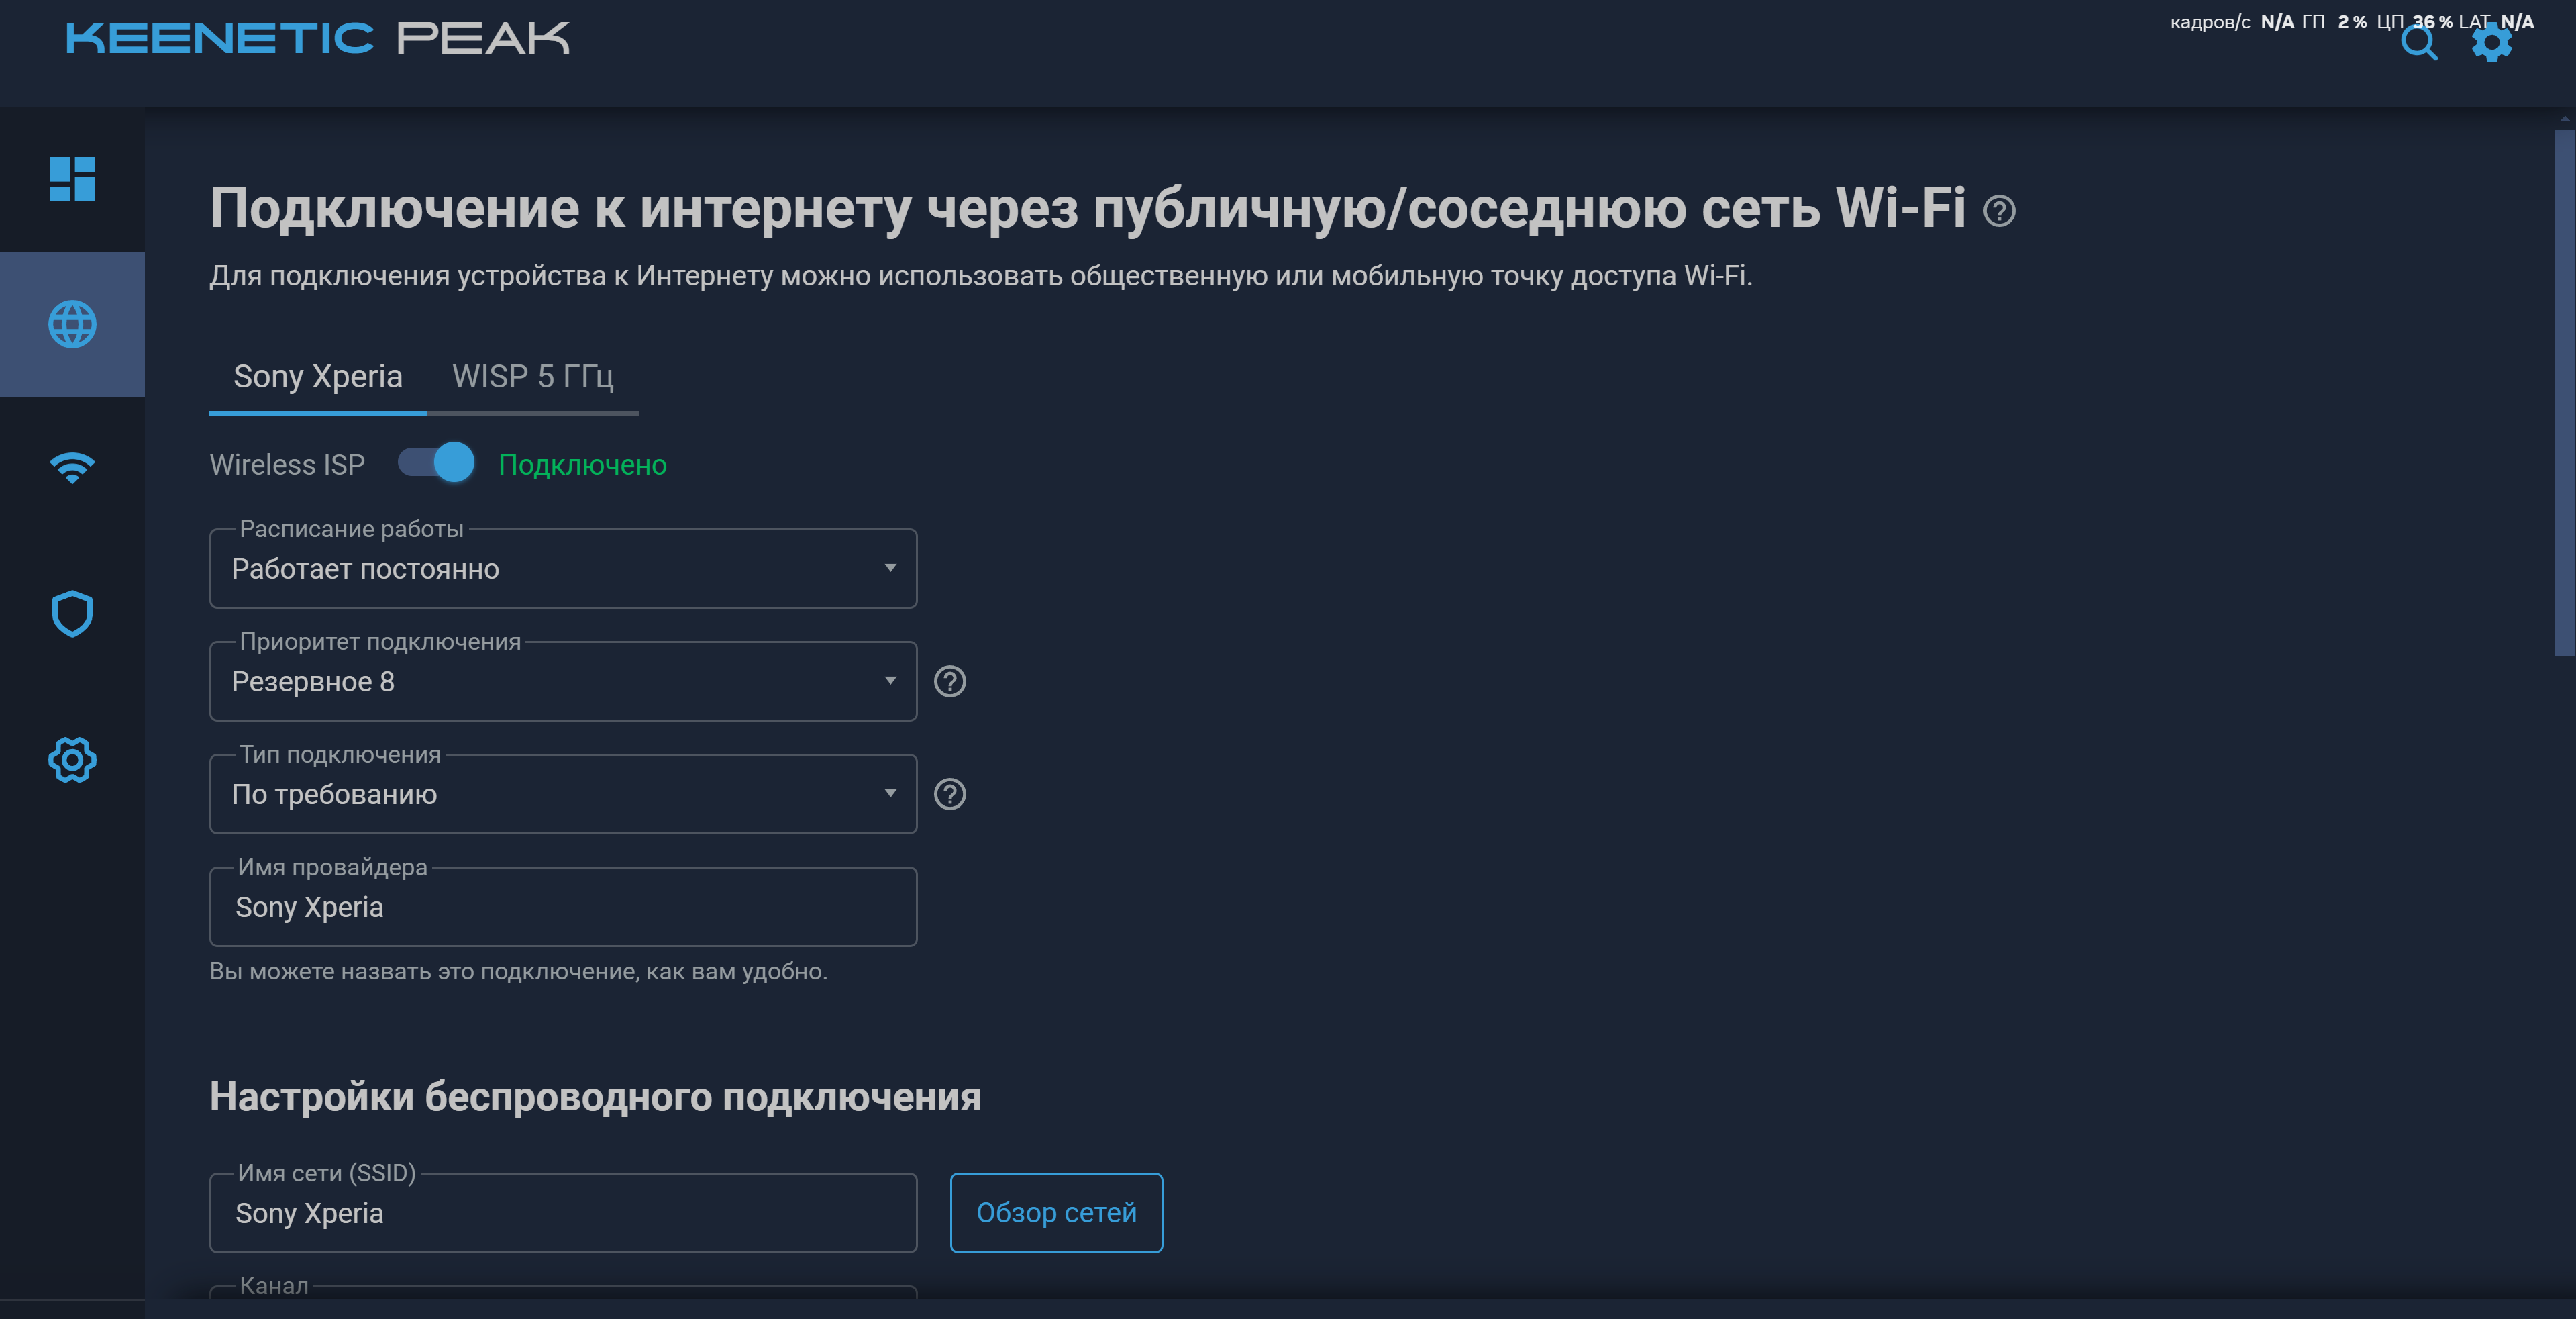 KEENETIC PEAK
кадров/с N/A ГП 2 % ЦП 36 % LAT N/A
Подключение к интернету через публичную/соседнюю сеть Wi-Fi
Для подключения устройства к Интернету можно использовать общественную или мобильную точку доступа Wi-Fi.
Sony Xperia WISP 5 ГГц
Wireless ISP Подключено
Расписание работы
Работает постоянно
Приоритет подключения
Резервное 8
Тип подключения
По требованию
Имя провайдера
Sony Xperia
Вы можете назвать это подключение, как вам удобно.
Настройки беспроводного подключения
Имя сети (SSID)
Sony Xperia
Обзор сетей
Канал